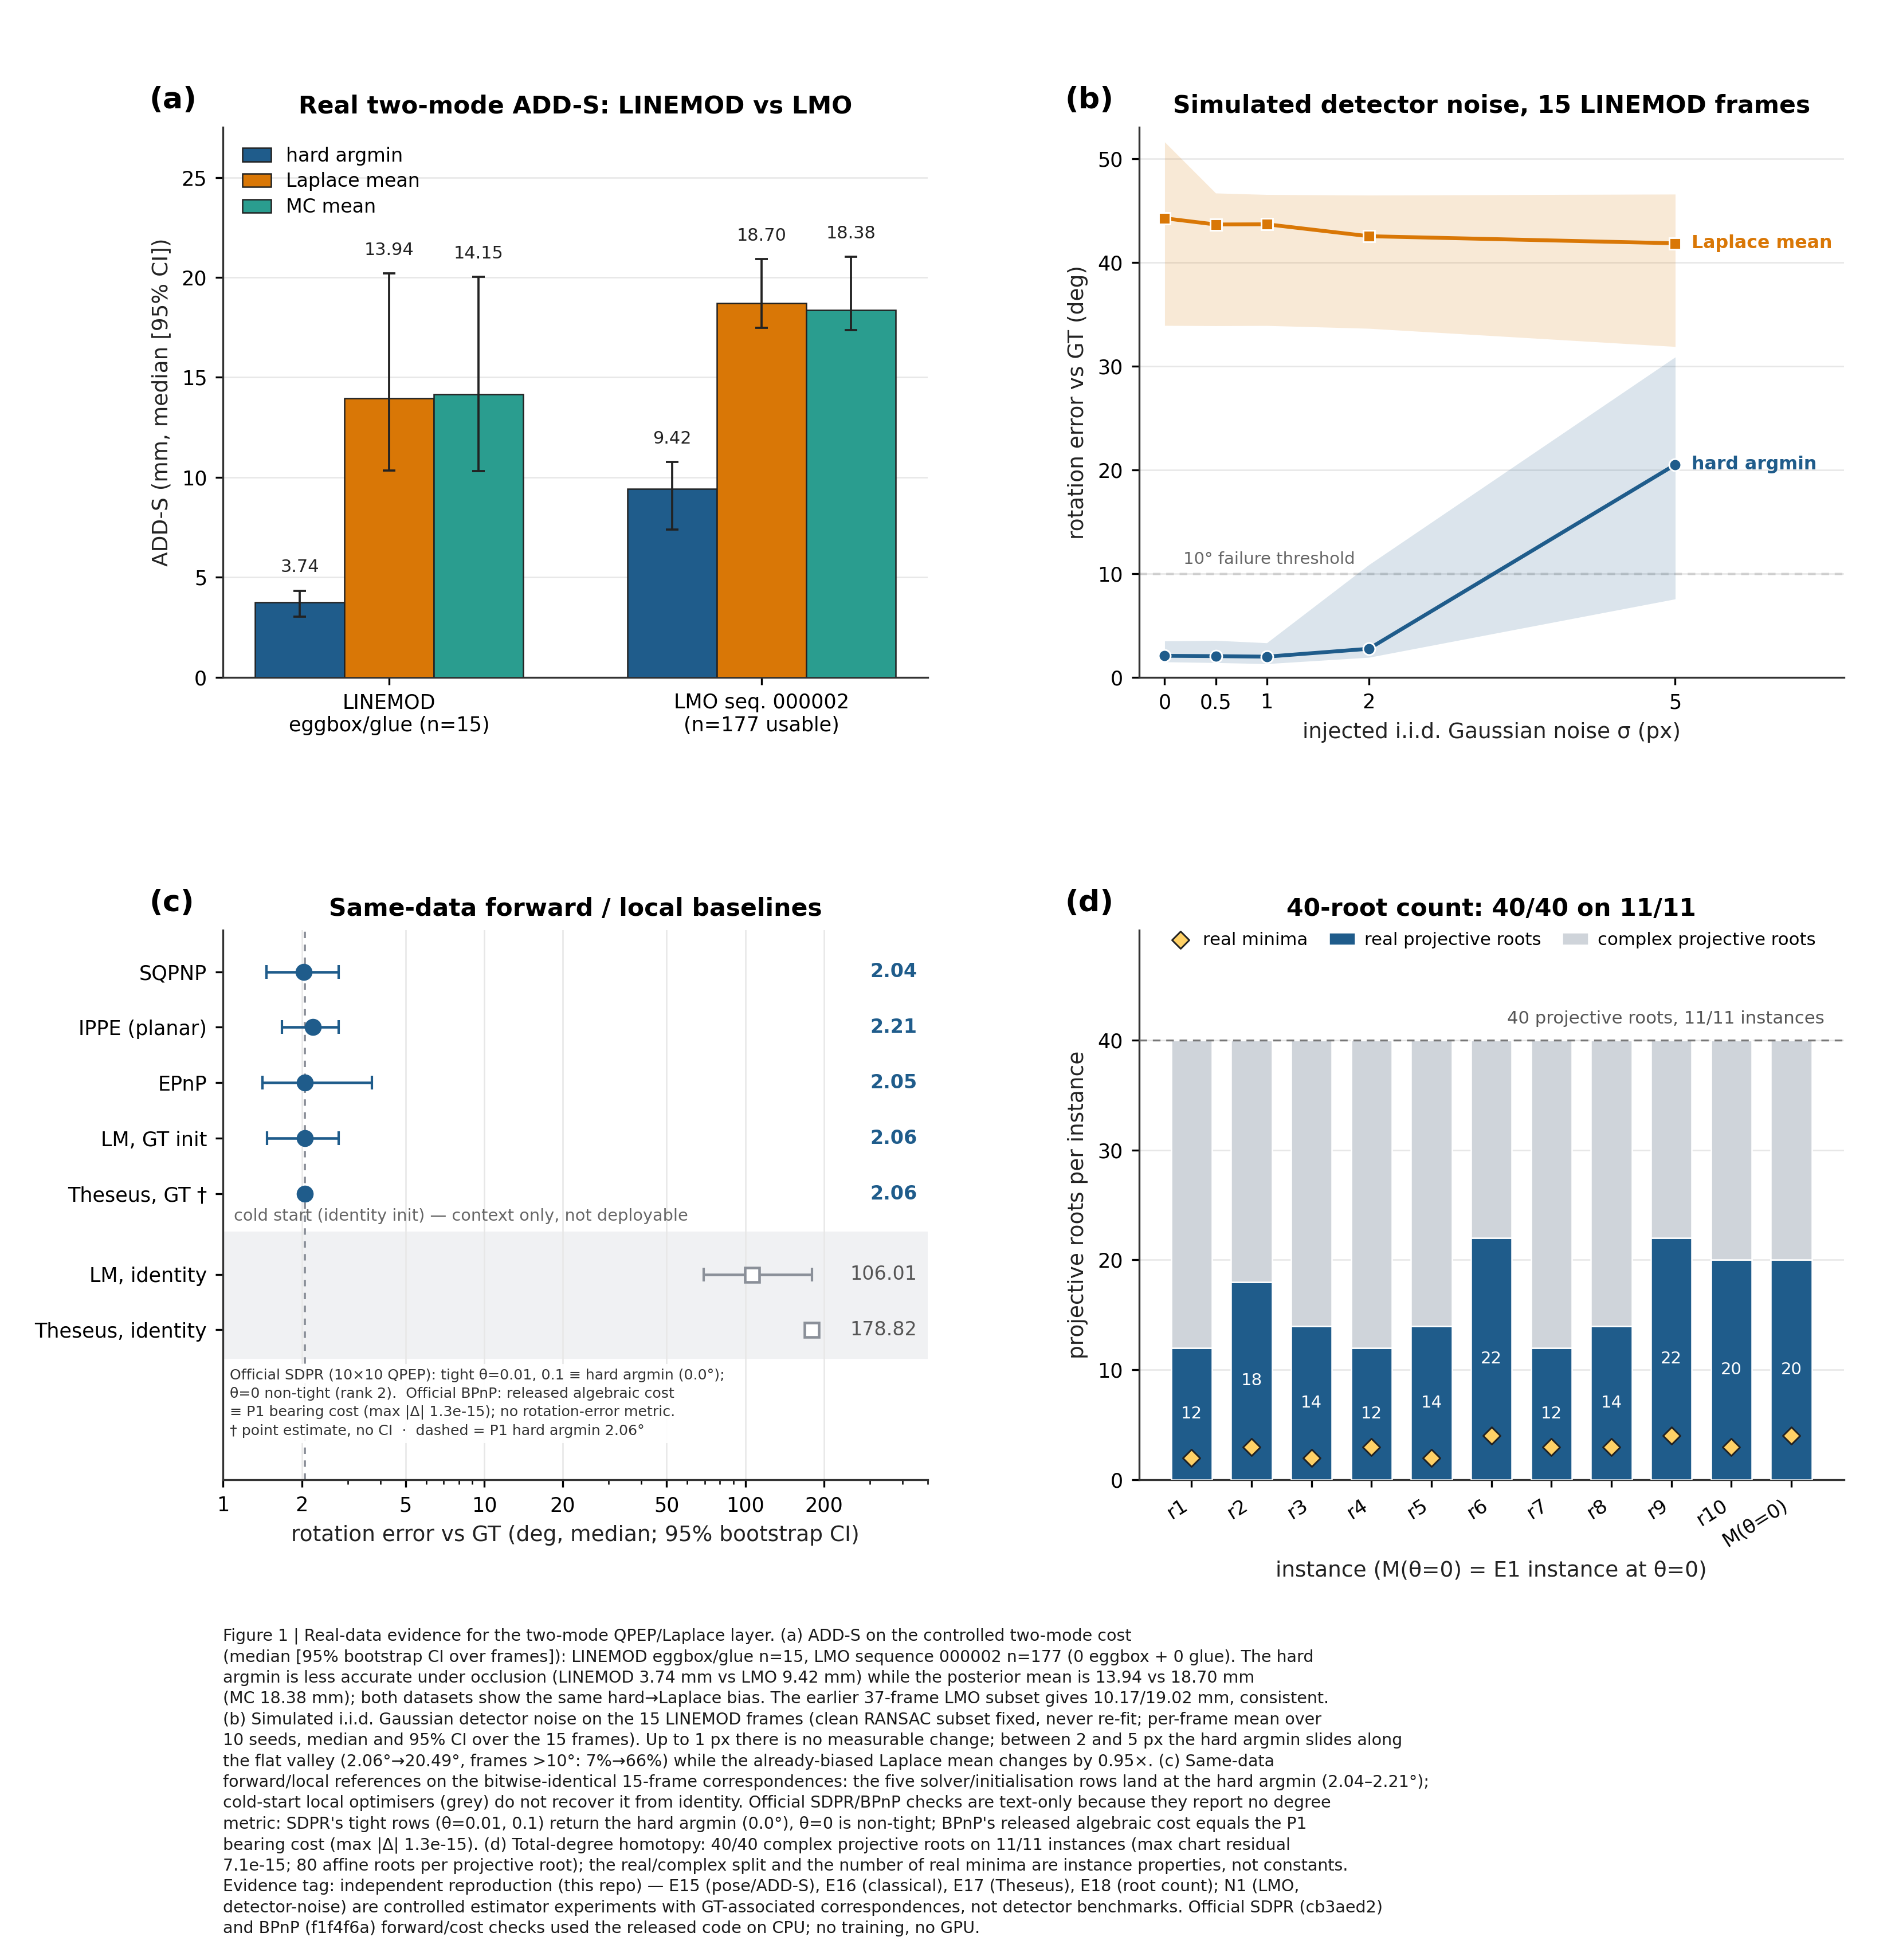 (a)
Real two-mode ADD-S: LINEMOD vs LMO
hard argmin
Laplace mean
MC mean
ADD-S (mm, median [95% CI])
25
20
15
10
5
0
3.74
13.94
14.15
9.42
18.70
18.38
LINEMOD
eggbox/glue (n=15)
LMO seq. 000002
(n=177 usable)
(b)
Simulated detector noise, 15 LINEMOD frames
rotation error vs GT (deg)
50
40
30
20
10
0
Laplace mean
hard argmin
10° failure threshold
0
0.5
1
2
5
injected i.i.d. Gaussian noise σ (px)
(c)
Same-data forward / local baselines
SQPNP
2.04
IPPE (planar)
2.21
EPnP
2.05
LM, GT init
2.06
Theseus, GT †
2.06
cold start (identity init) — context only, not deployable
LM, identity
106.01
Theseus, identity
178.82
Official SDPR (10×10 QPEP): tight θ=0.01, 0.1 ≡ hard argmin (0.0°);
θ=0 non-tight (rank 2).  Official BPnP: released algebraic cost
≡ P1 bearing cost (max |Δ| 1.3e-15); no rotation-error metric.
† point estimate, no CI  ·  dashed = P1 hard argmin 2.06°
1
2
5
10
20
50
100
200
rotation error vs GT (deg, median; 95% bootstrap CI)
(d)
40-root count: 40/40 on 11/11
real minima
real projective roots
complex projective roots
40 projective roots, 11/11 instances
projective roots per instance
40
30
20
10
0
12
18
14
12
14
22
12
14
22
20
20
r1
r2
r3
r4
r5
r6
r7
r8
r9
r10
M(θ=0)
instance (M(θ=0) = E1 instance at θ=0)
Figure 1 | Real-data evidence for the two-mode QPEP/Laplace layer. (a) ADD-S on the controlled two-mode cost
(median [95% bootstrap CI over frames]): LINEMOD eggbox/glue n=15, LMO sequence 000002 n=177 (0 eggbox + 0 glue). The hard
argmin is less accurate under occlusion (LINEMOD 3.74 mm vs LMO 9.42 mm) while the posterior mean is 13.94 vs 18.70 mm
(MC 18.38 mm); both datasets show the same hard→Laplace bias. The earlier 37-frame LMO subset gives 10.17/19.02 mm, consistent.
(b) Simulated i.i.d. Gaussian detector noise on the 15 LINEMOD frames (clean RANSAC subset fixed, never re-fit; per-frame mean over
10 seeds, median and 95% CI over the 15 frames). Up to 1 px there is no measurable change; between 2 and 5 px the hard argmin slides along
the flat valley (2.06°→20.49°, frames >10°: 7%→66%) while the already-biased Laplace mean changes by 0.95×. (c) Same-data
forward/local references on the bitwise-identical 15-frame correspondences: the five solver/initialisation rows land at the hard argmin (2.04–2.21°);
cold-start local optimisers (grey) do not recover it from identity. Official SDPR/BPnP checks are text-only because they report no degree
metric: SDPR's tight rows (θ=0.01, 0.1) return the hard argmin (0.0°), θ=0 is non-tight; BPnP's released algebraic cost equals the P1
bearing cost (max |Δ| 1.3e-15). (d) Total-degree homotopy: 40/40 complex projective roots on 11/11 instances (max chart residual
7.1e-15; 80 affine roots per projective root); the real/complex split and the number of real minima are instance properties, not constants.
Evidence tag: independent reproduction (this repo) — E15 (pose/ADD-S), E16 (classical), E17 (Theseus), E18 (root count); N1 (LMO,
detector-noise) are controlled estimator experiments with GT-associated correspondences, not detector benchmarks. Official SDPR (cb3aed2)
and BPnP (f1f4f6a) forward/cost checks used the released code on CPU; no training, no GPU.